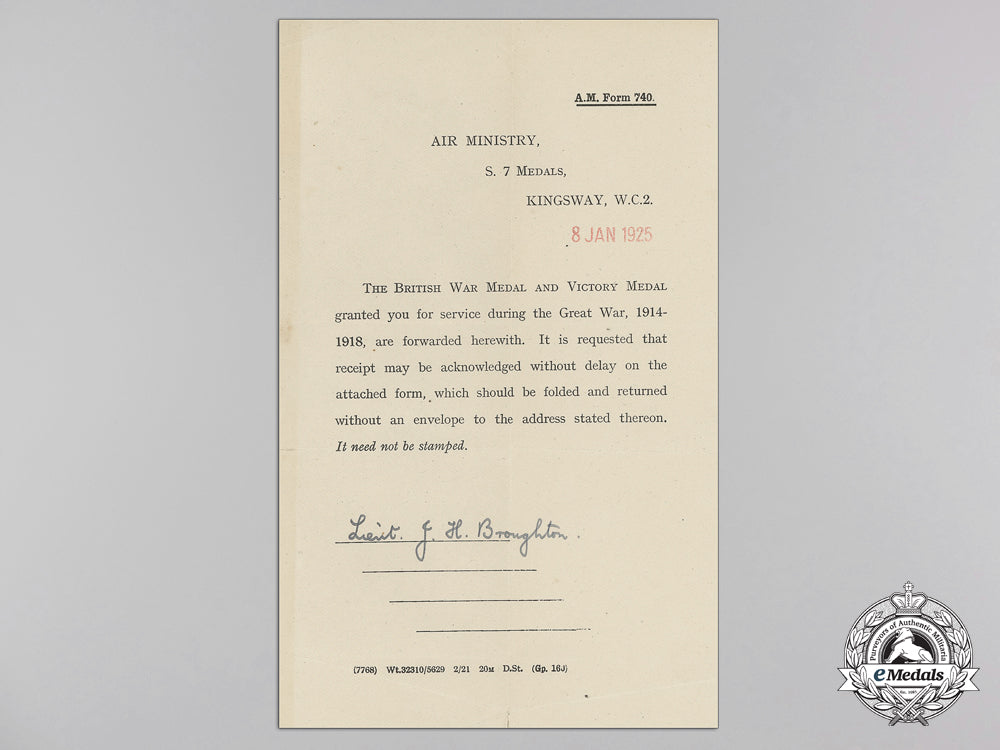 A.M. Form 740.
AIR MINISTRY,
S. 7 MEDALS,
KINGSWAY, W.C.2.
8 JAN 1925
THE BRITISH WAR MEDAL AND VICTORY MEDAL
granted you for service during the Great War, 1914-
1918, are forwarded herewith. It is requested that
receipt may be acknowledged without delay on the
attached form, which should be folded and returned
without an envelope to the address stated thereon.
It need not be stamped.
Lieut. J. H. Broughton.
(7768) Wt.32310/5629 2/21 20M D.St. (Gp. 16J)
Purveyors of Authentic Militaria
eMedals